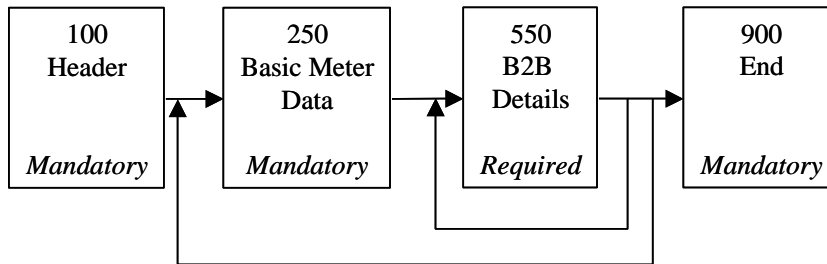 100
Header
Mandatory
250
Basic Meter
Data
Mandatory
550
B2B
Details
Required
900
End
Mandatory